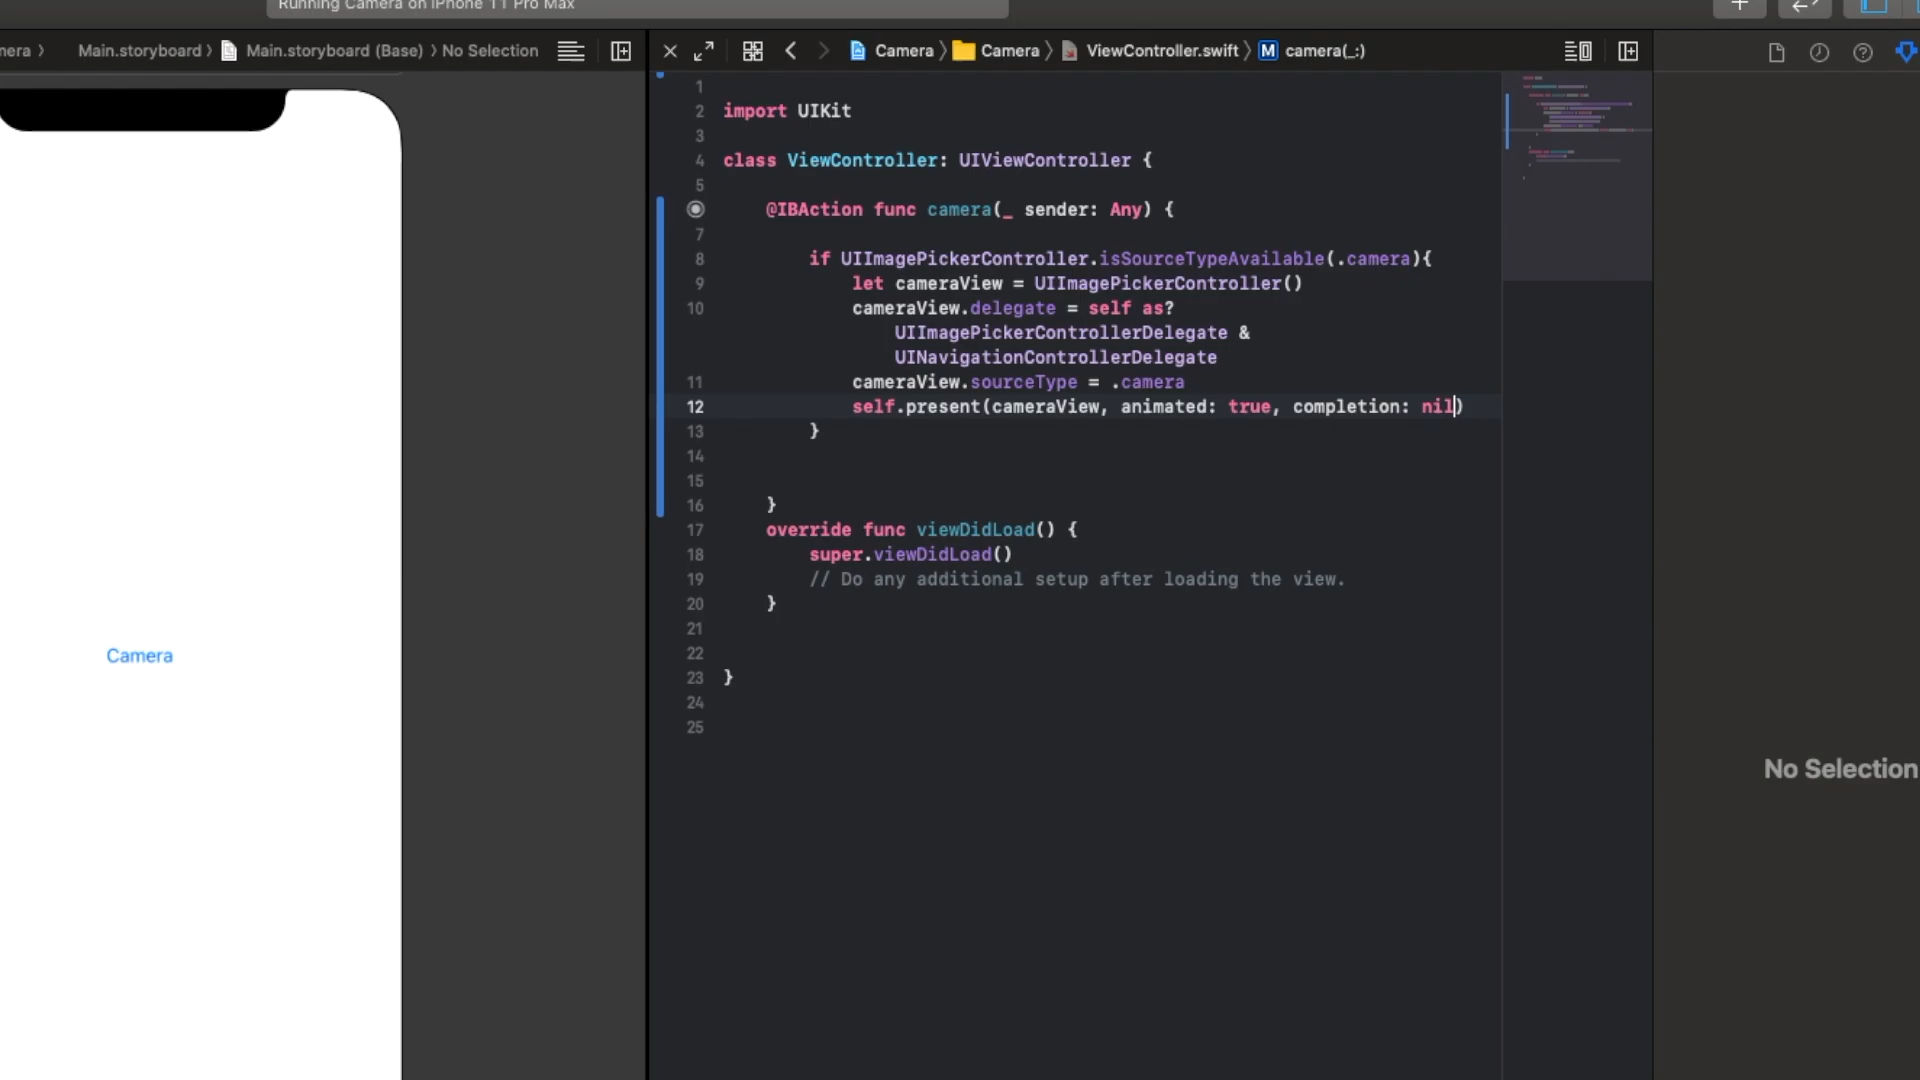 Running Camera on iPhone 11 Pro Max
nera 〉 Main.storyboard 〉 Main.storyboard (Base) 〉 No Selection
Camera 〉 Camera 〉 ViewController.swift 〉 M camera(_:)
1
2 import UIKit
3
4 class ViewController: UIViewController {
5
@IBAction func camera(_ sender: Any) {
7
8 if UIImagePickerController.isSourceTypeAvailable(.camera){
9 let cameraView = UIImagePickerController()
10 cameraView.delegate = self as?
UIImagePickerControllerDelegate &
UINavigationControllerDelegate
11 cameraView.sourceType = .camera
12 self.present(cameraView, animated: true, completion: nil)
13 }
14
15
16 }
17 override func viewDidLoad() {
18 super.viewDidLoad()
19 // Do any additional setup after loading the view.
20 }
21
22
23 }
24
25
Camera
No Selection